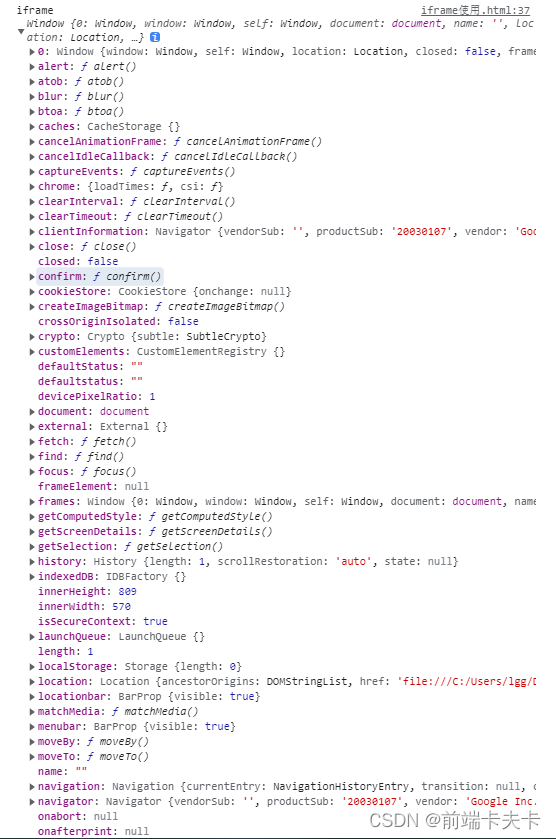 iframe iframe使用.html:37
Window {0: Window, window: Window, self: Window, document: document, name: '', loc
ation: Location, …} i
0: Window {window: Window, self: Window, location: Location, closed: false, frame
alert: ƒ alert()
atob: ƒ atob()
blur: ƒ blur()
btoa: ƒ btoa()
caches: CacheStorage {}
cancelAnimationFrame: ƒ cancelAnimationFrame()
cancelIdleCallback: ƒ cancelIdleCallback()
captureEvents: ƒ captureEvents()
chrome: {loadTimes: ƒ, csi: ƒ}
clearInterval: ƒ clearInterval()
clearTimeout: ƒ clearTimeout()
clientInformation: Navigator {vendorSub: '', productSub: '20030107', vendor: 'Goo
close: ƒ close()
closed: false
confirm: ƒ confirm()
cookieStore: CookieStore {onchange: null}
createImageBitmap: ƒ createImageBitmap()
crossOriginIsolated: false
crypto: Crypto {subtle: SubtleCrypto}
customElements: CustomElementRegistry {}
defaultStatus: ""
defaultstatus: ""
devicePixelRatio: 1
document: document
external: External {}
fetch: ƒ fetch()
find: ƒ find()
focus: ƒ focus()
frameElement: null
frames: Window {0: Window, window: Window, self: Window, document: document, name
getComputedStyle: ƒ getComputedStyle()
getScreenDetails: ƒ getScreenDetails()
getSelection: ƒ getSelection()
history: History {length: 1, scrollRestoration: 'auto', state: null}
indexedDB: IDBFactory {}
innerHeight: 809
innerWidth: 570
isSecureContext: true
launchQueue: LaunchQueue {}
length: 1
localStorage: Storage {length: 0}
location: Location {ancestorOrigins: DOMStringList, href: 'file:///C:/Users/lgg/D
locationbar: BarProp {visible: true}
matchMedia: ƒ matchMedia()
menubar: BarProp {visible: true}
moveBy: ƒ moveBy()
moveTo: ƒ moveTo()
name: ""
navigation: Navigation {currentEntry: NavigationHistoryEntry, transition: null, c
navigator: Navigator {vendorSub: '', productSub: '20030107', vendor: 'Google Inc.
onabort: null
onafterprint: null
CSDN @前端卡夫卡